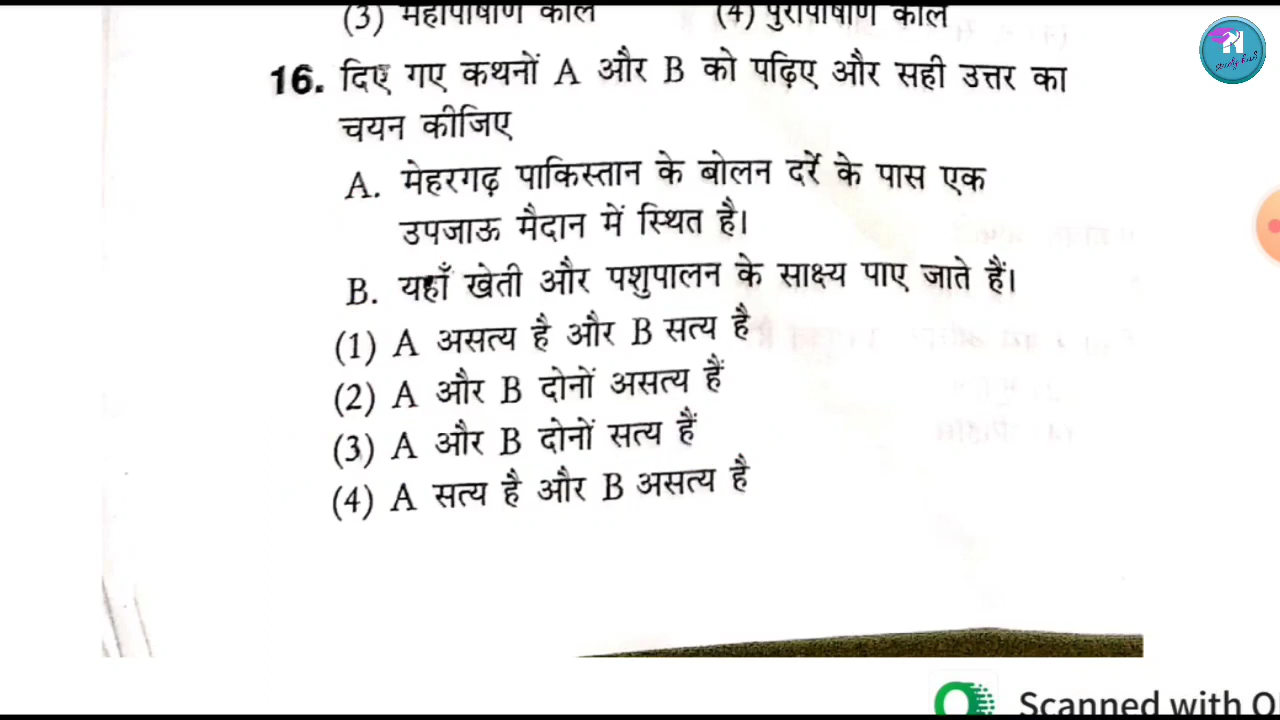 (3) महापाषाण काल (4) पुरापाषाण काल
16. दिए गए कथनों A और B को पढ़िए और सही उत्तर का
चयन कीजिए
A. मेहरगढ़ पाकिस्तान के बोलन दर्रे के पास एक
उपजाऊ मैदान में स्थित है।
B. यहाँ खेती और पशुपालन के साक्ष्य पाए जाते हैं।
(1) A असत्य है और B सत्य है
(2) A और B दोनों असत्य हैं
(3) A और B दोनों सत्य हैं
(4) A सत्य है और B असत्य है
N
Study hub
Scanned with